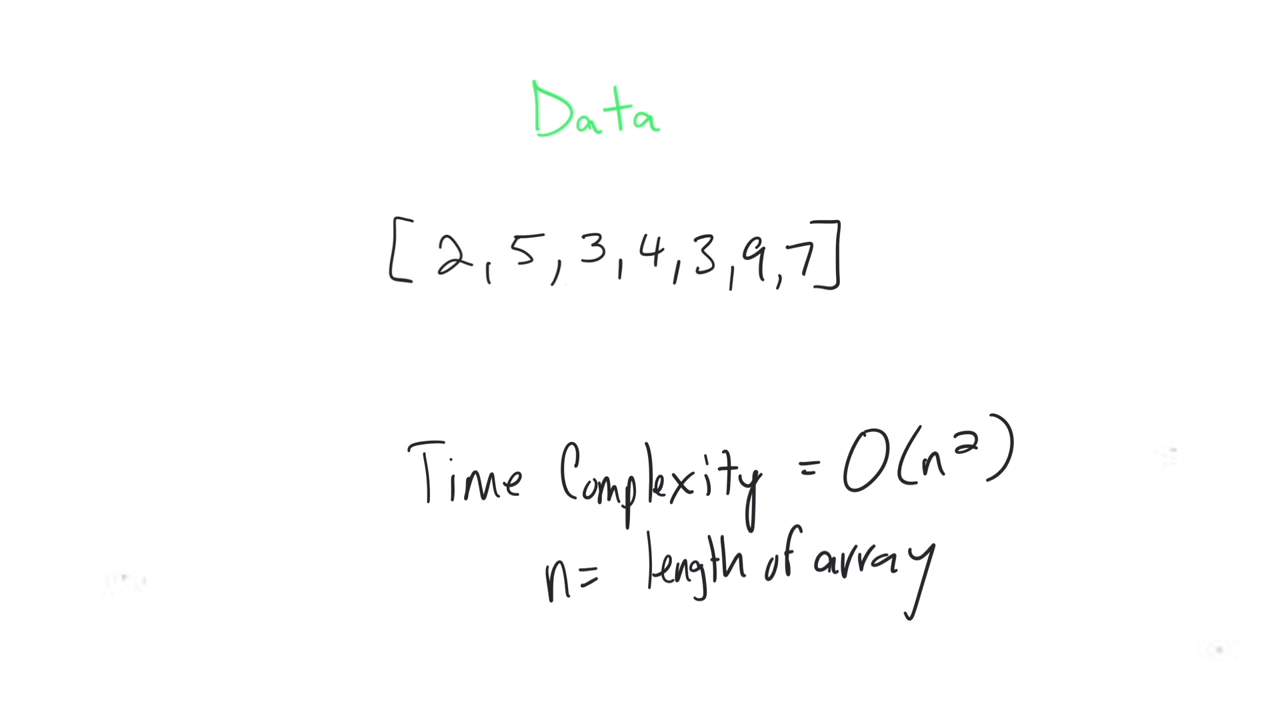 Data
[2, 5, 3, 4, 3, 9, 7]
Time Complexity = O(n²)
n = length of array